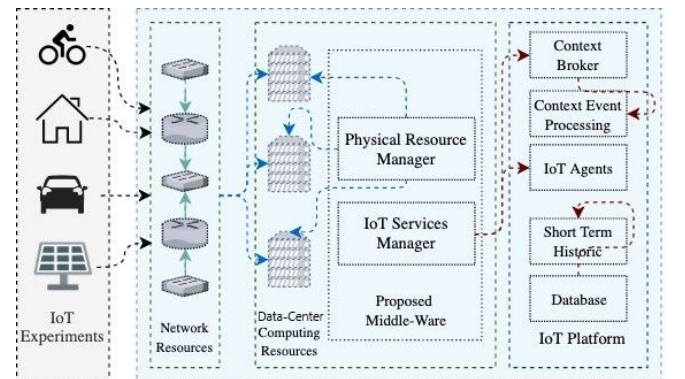 IoT
Experiments
Network
Resources
Data-Center
Computing
Resources
Physical Resource
Manager
IoT Services
Manager
Proposed
Middle-Ware
Context
Broker
Context Event
Processing
IoT Agents
Short Term
Historic
Database
IoT Platform